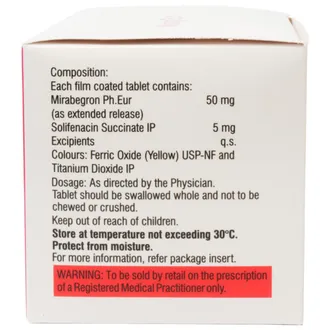 Composition:
Each film coated tablet contains:
Mirabegron Ph.Eur 50 mg
(as extended release)
Solifenacin Succinate IP 5 mg
Excipients q.s.
Colours: Ferric Oxide (Yellow) USP-NF and
Titanium Dioxide IP
Dosage: As directed by the Physician.
Tablet should be swallowed whole and not to be
chewed or crushed.
Keep out of reach of children.
Store at temperature not exceeding 30°C.
Protect from moisture.
For more information, refer package insert.
WARNING: To be sold by retail on the prescription
of a Registered Medical Practitioner only.